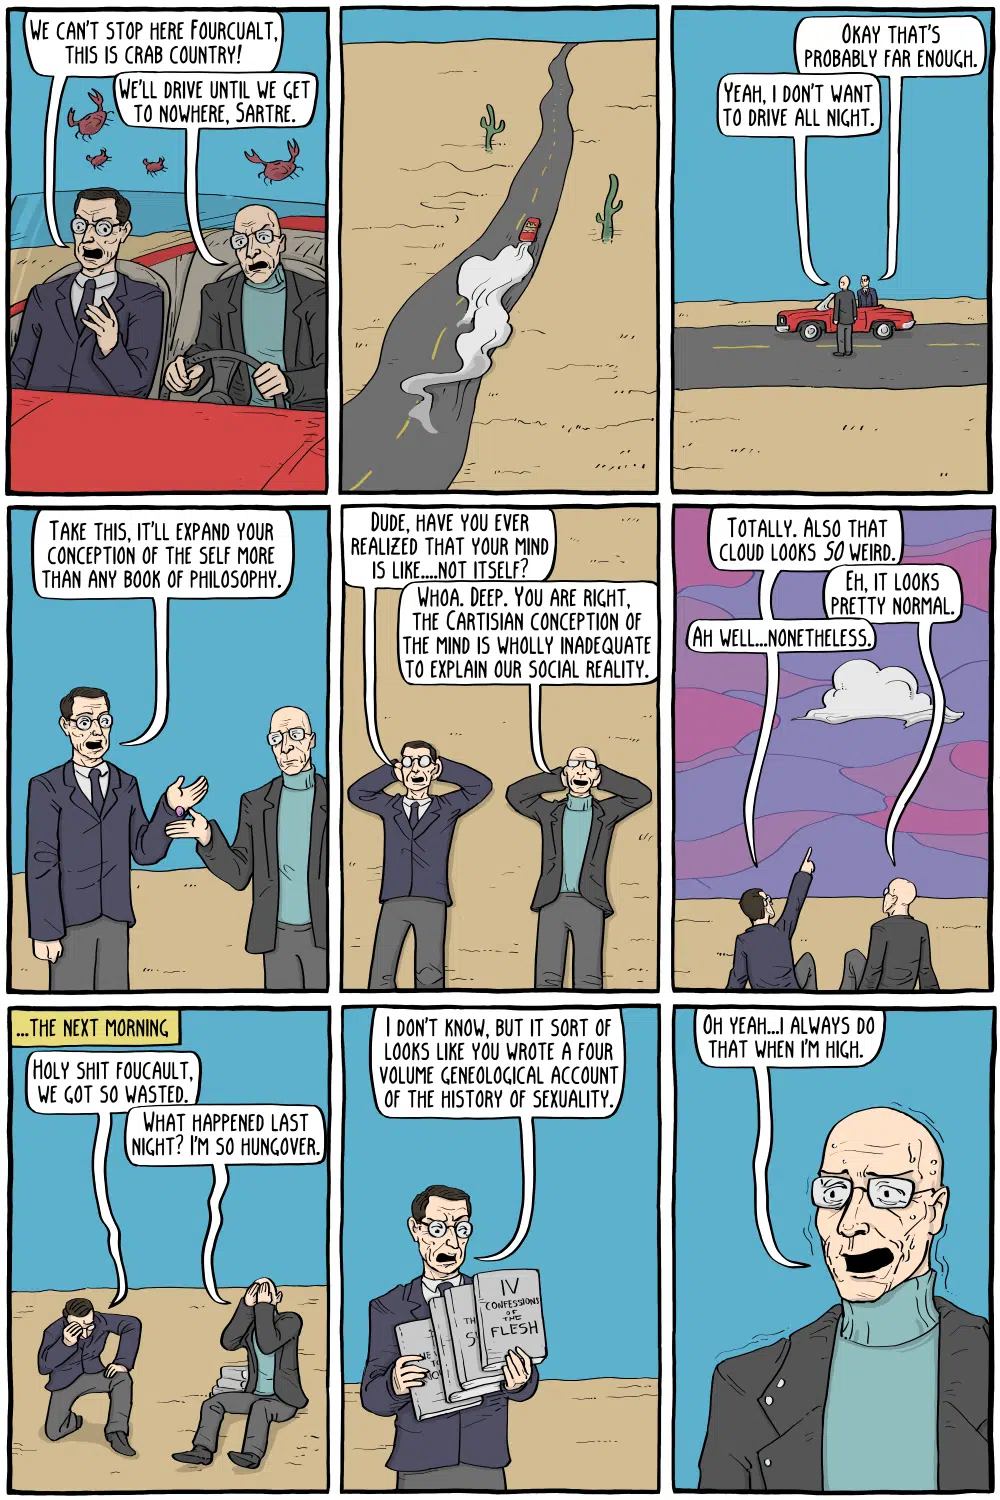 WE CAN'T STOP HERE FOURCUALT,
THIS IS CRAB COUNTRY!
WE'LL DRIVE UNTIL WE GET
TO NOWHERE, SARTRE.
OKAY THAT'S
PROBABLY FAR ENOUGH.
YEAH, I DON'T WANT
TO DRIVE ALL NIGHT.
TAKE THIS, IT'LL EXPAND YOUR
CONCEPTION OF THE SELF MORE
THAN ANY BOOK OF PHILOSOPHY.
DUDE, HAVE YOU EVER
REALIZED THAT YOUR MIND
IS LIKE....NOT ITSELF?
WHOA. DEEP. YOU ARE RIGHT,
THE CARTISIAN CONCEPTION OF
THE MIND IS WHOLLY INADEQUATE
TO EXPLAIN OUR SOCIAL REALITY.
TOTALLY. ALSO THAT
CLOUD LOOKS SO WEIRD.
EH, IT LOOKS
PRETTY NORMAL.
AH WELL...NONETHELESS.
...THE NEXT MORNING
HOLY SHIT FOUCAULT,
WE GOT SO WASTED.
WHAT HAPPENED LAST
NIGHT? I'M SO HUNGOVER.
I DON'T KNOW, BUT IT SORT OF
LOOKS LIKE YOU WROTE A FOUR
VOLUME GENEOLOGICAL ACCOUNT
OF THE HISTORY OF SEXUALITY.
IV
CONFESSIONS
OF
THE
FLESH
OH YEAH...I ALWAYS DO
THAT WHEN I'M HIGH.